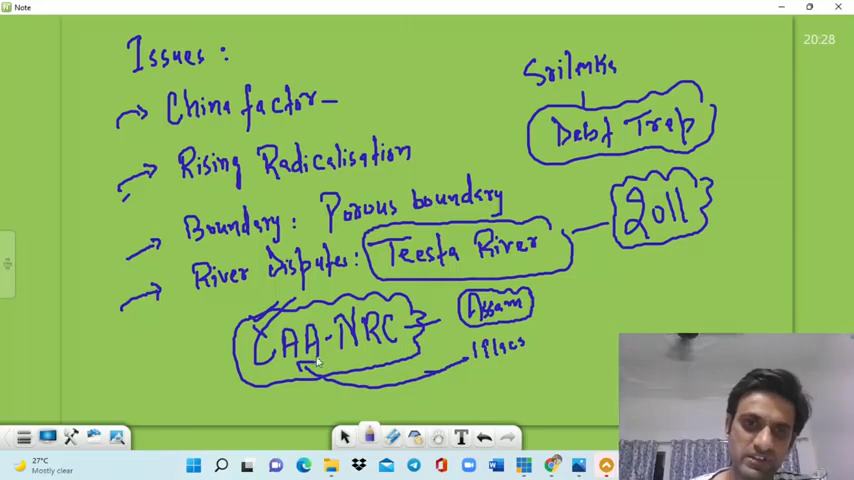 Note
20:28
Issues :
Srilanka
China factor-
Debt Trap
Rising Radicalisation
Boundary : Porous boundary
2011
River Disputes: Teesta River
CAA-NRC
Assam
27°C
Mostly clear